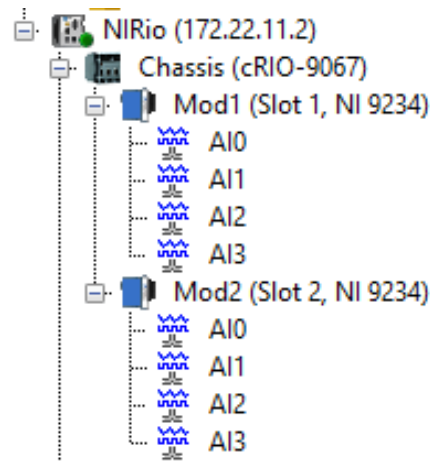 NIRio (172.22.11.2)
Chassis (cRIO-9067)
Mod1 (Slot 1, NI 9234)
AI0
AI1
AI2
AI3
Mod2 (Slot 2, NI 9234)
AI0
AI1
AI2
AI3